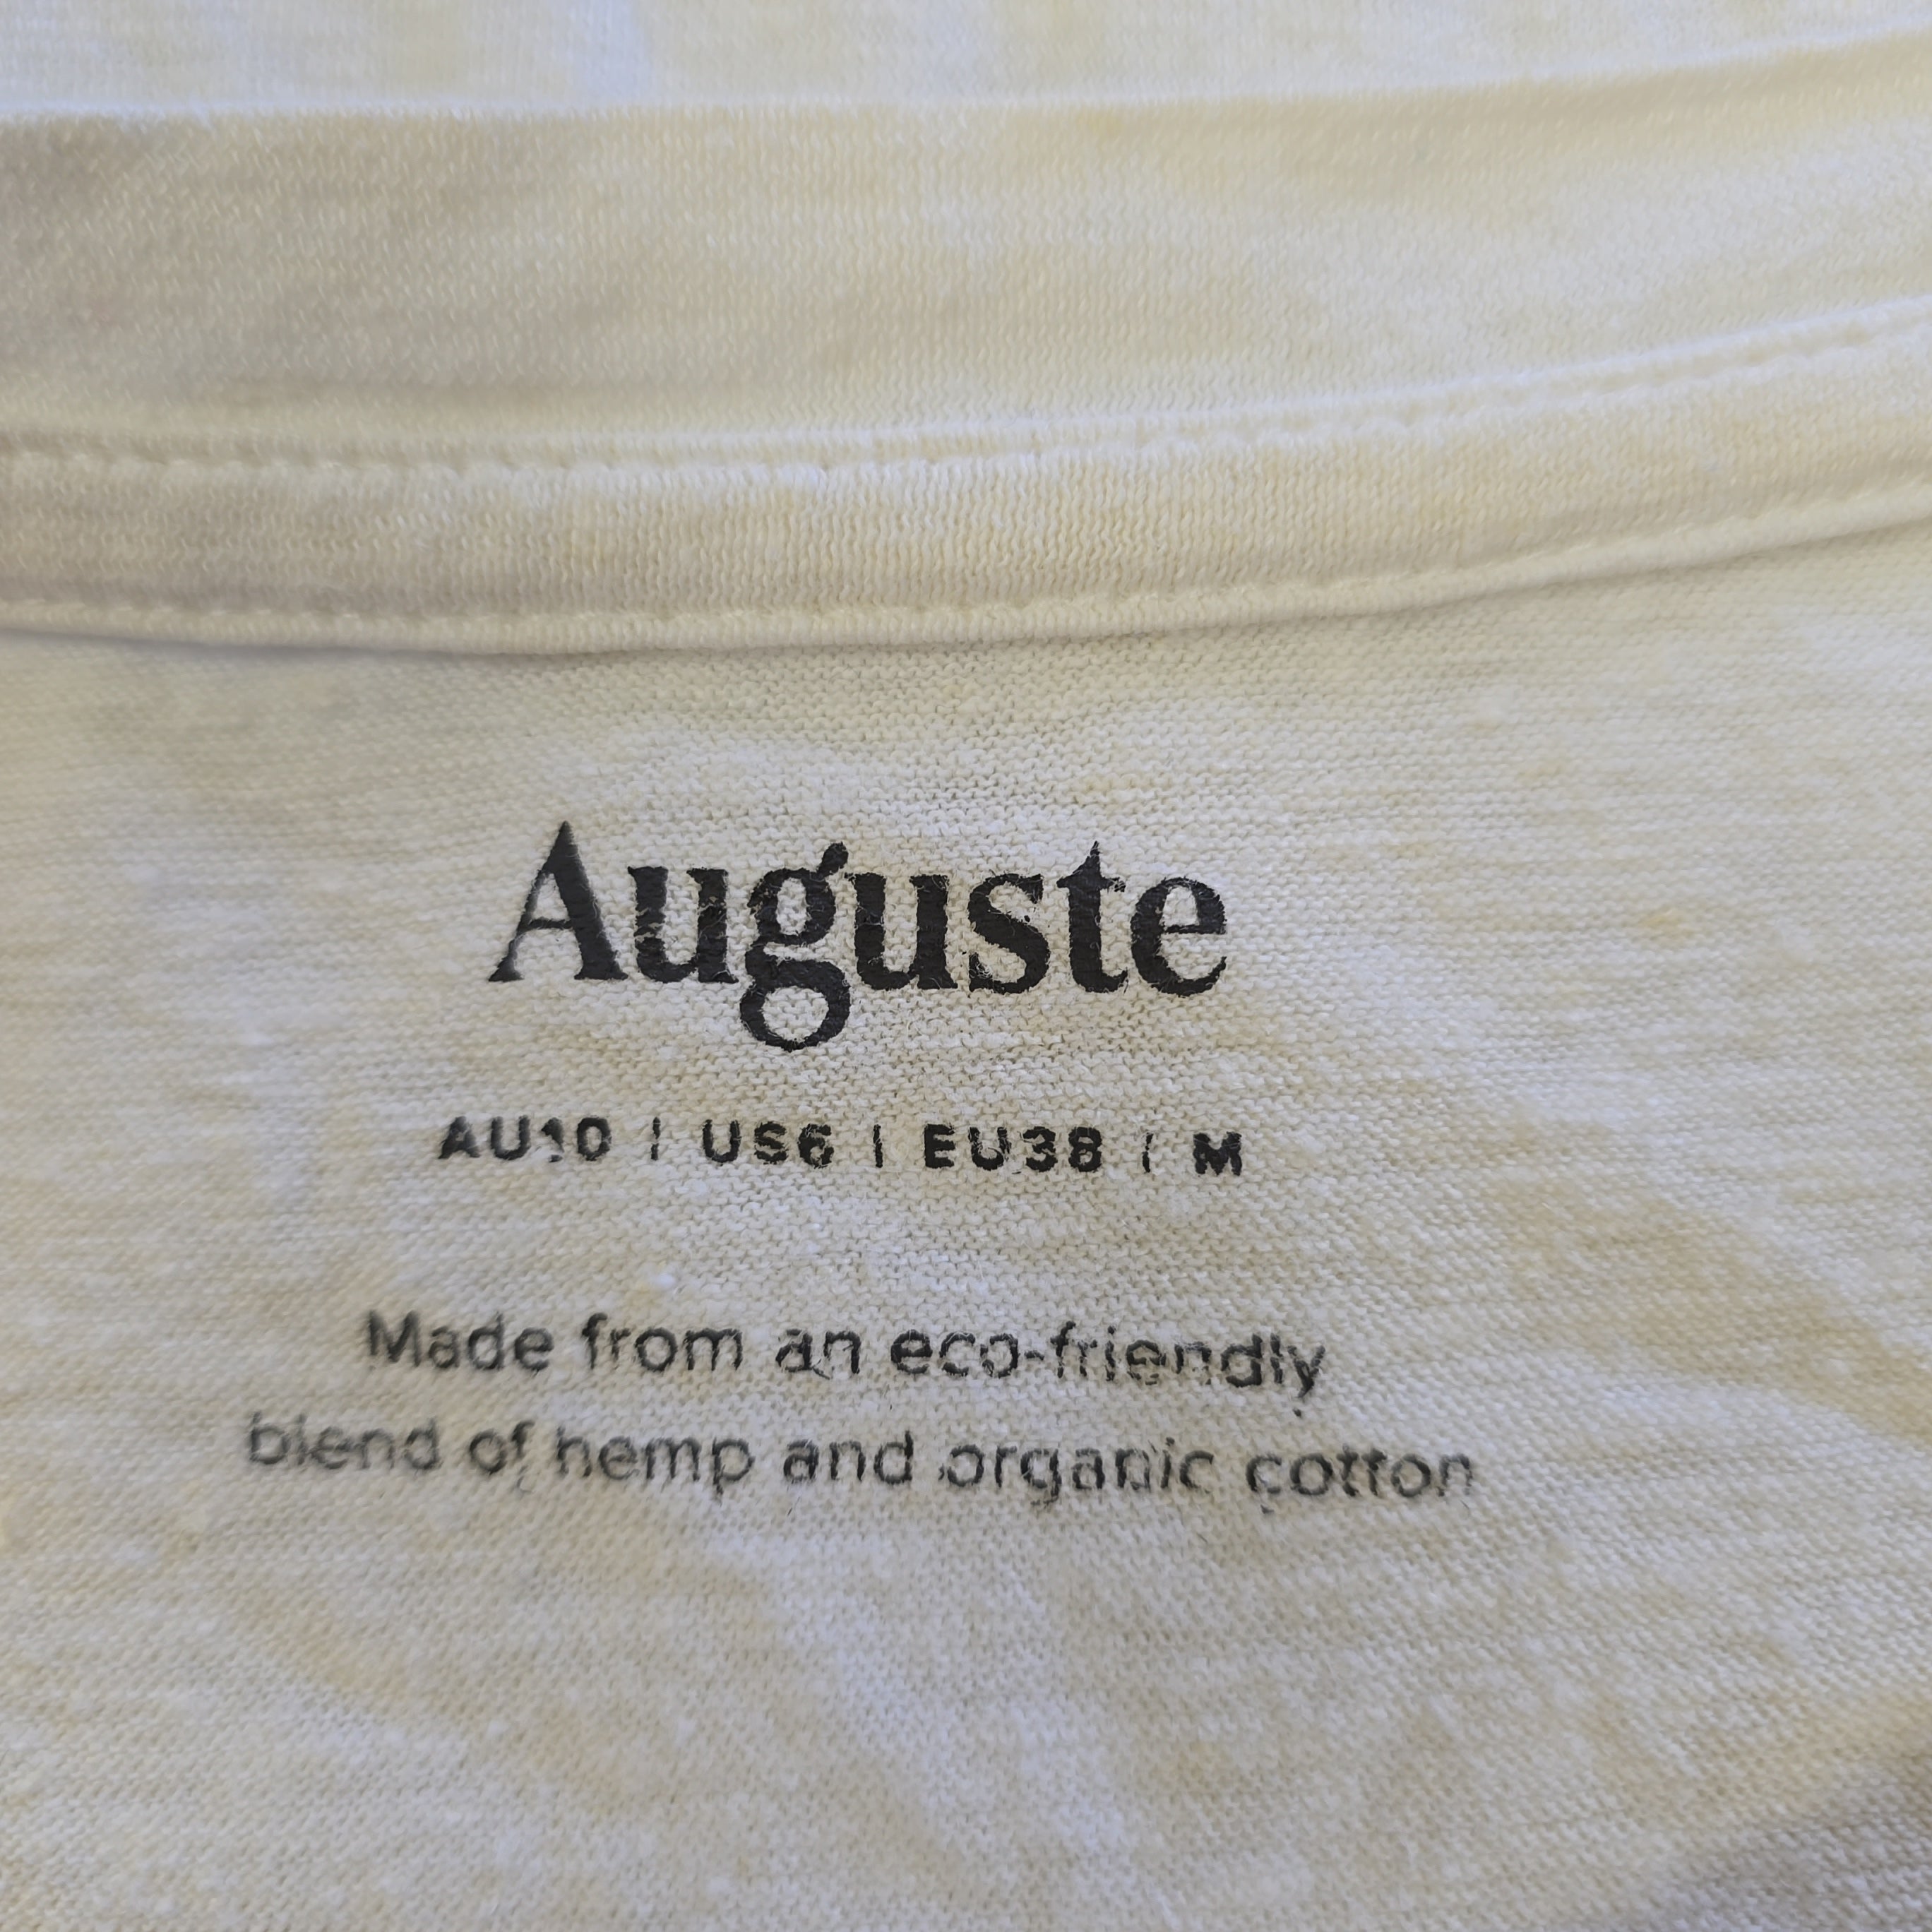 Auguste
AU10 | US6 | EU38 | M
Made from an eco-friendly
blend of hemp and organic cotton